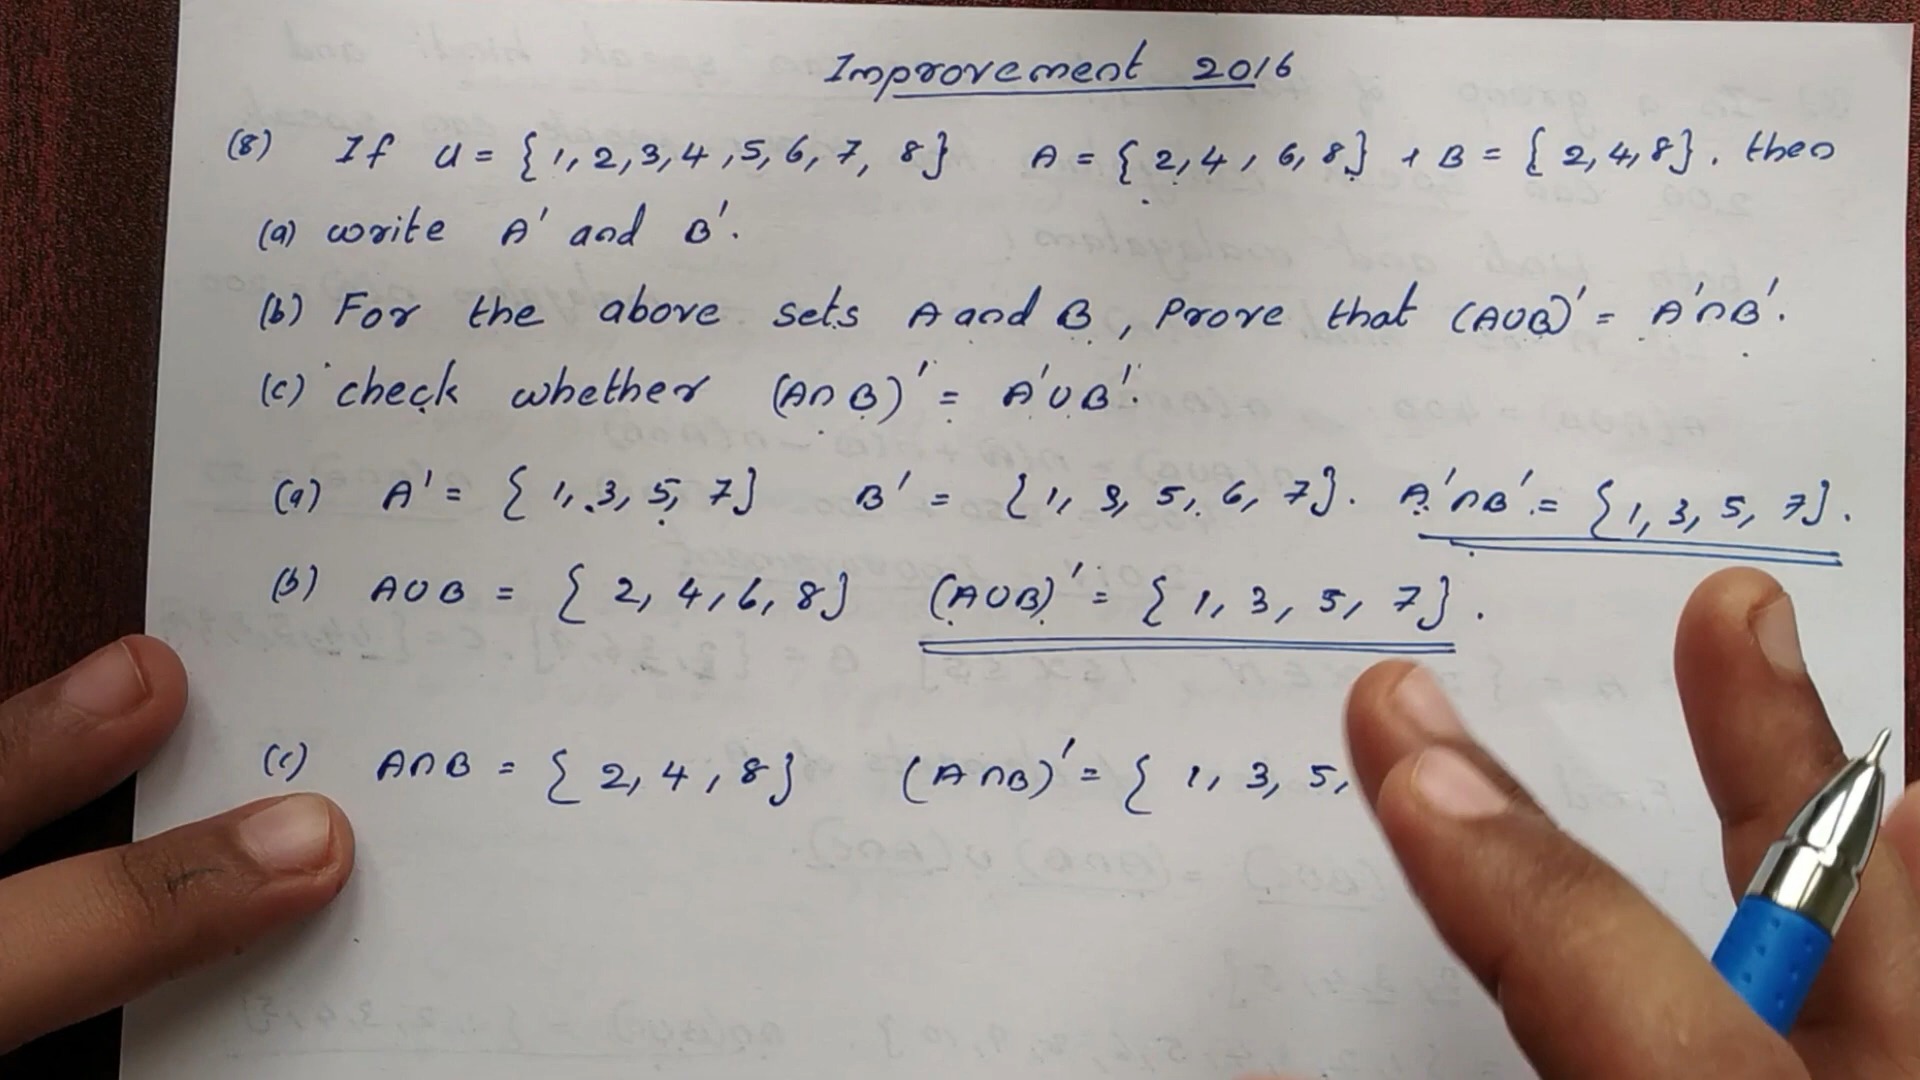 Improvement 2016
(8) If U = { 1, 2, 3, 4, 5, 6, 7, 8} A = { 2, 4, 6, 8} + B = { 2, 4, 8}. then
(a) write A' and B'.
(b) For the above sets A and B, Prove that (A∪B)' = A'∩B'.
(c) check whether (A∩B)' = A'∪B'.
(a) A' = { 1, 3, 5, 7} B' = { 1, 3, 5, 6, 7}. A'∩B' = { 1, 3, 5, 7}.
(b) A∪B = { 2, 4, 6, 8} (A∪B)' = { 1, 3, 5, 7}.
(c) A∩B = { 2, 4, 8} (A∩B)' = { 1, 3, 5,